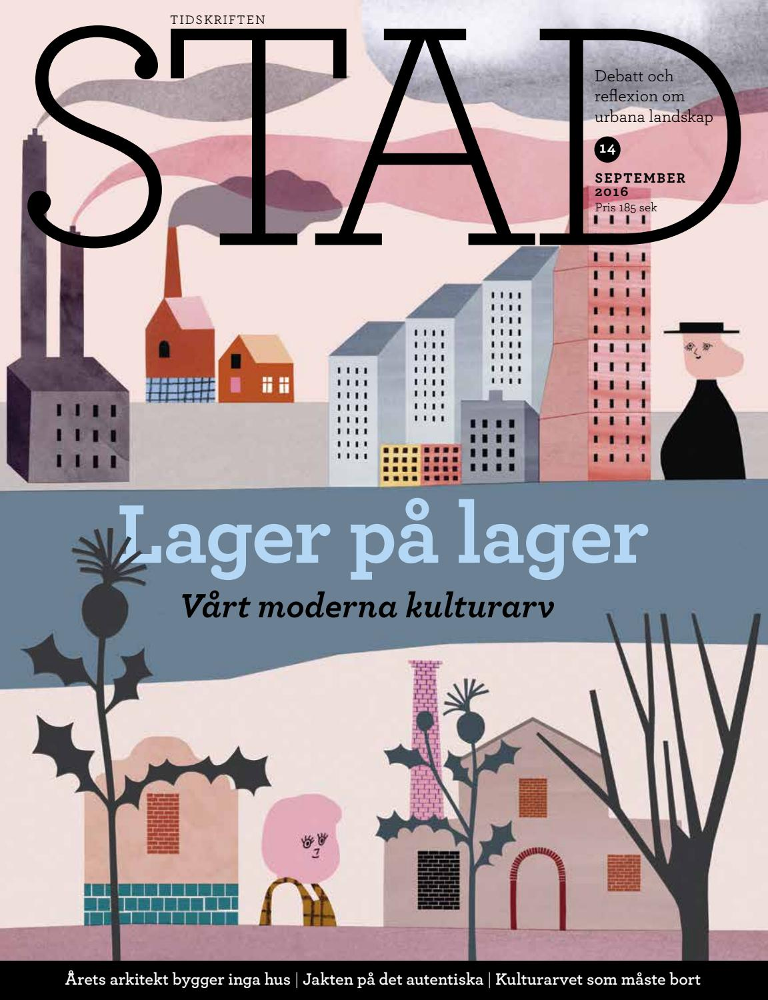 TIDSKRIFTEN
STAD
Debatt och
reflexion om
urbana landskap
14
SEPTEMBER
2016
Pris 185 sek
Lager på lager
Vårt moderna kulturarv
Årets arkitekt bygger inga hus | Jakten på det autentiska | Kulturarvet som måste bort